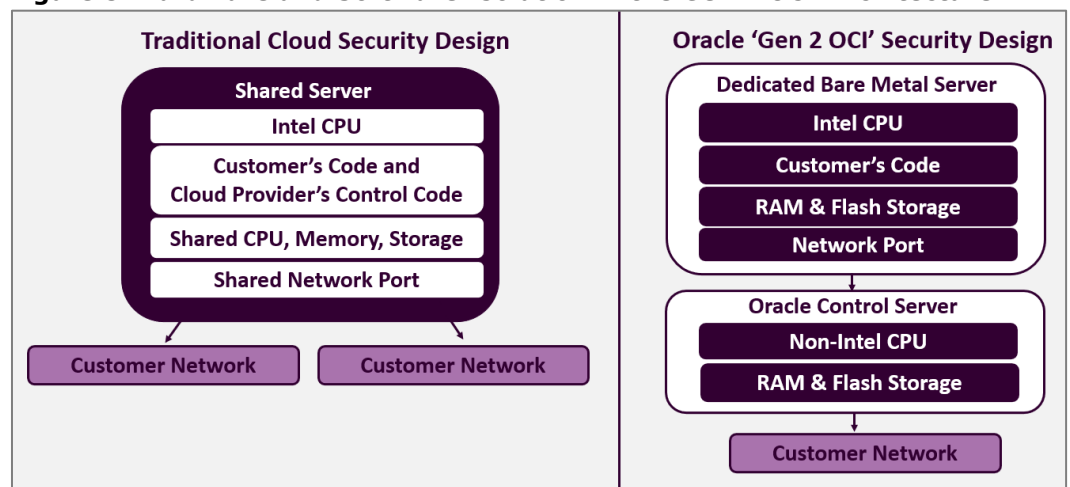 Traditional Cloud Security Design
Shared Server
Intel CPU
Customer's Code and
Cloud Provider's Control Code
Shared CPU, Memory, Storage
Shared Network Port
Customer Network
Customer Network
Oracle ‘Gen 2 OCI’ Security Design
Dedicated Bare Metal Server
Intel CPU
Customer's Code
RAM & Flash Storage
Network Port
Oracle Control Server
Non-Intel CPU
RAM & Flash Storage
Customer Network